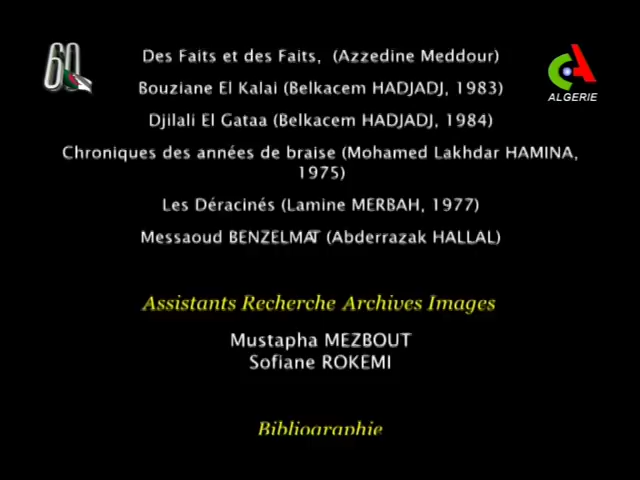 60
ALGERIE
Des Faits et des Faits, (Azzedine Meddour)
Bouziane El Kalai (Belkacem HADJADJ, 1983)
Djilali El Gataa (Belkacem HADJADJ, 1984)
Chroniques des années de braise (Mohamed Lakhdar HAMINA,
1975)
Les Déracinés (Lamine MERBAH, 1977)
Messaoud BENZELMAT (Abderrazak HALLAL)
Assistants Recherche Archives Images
Mustapha MEZBOUT
Sofiane ROKEMI
Bibliographie